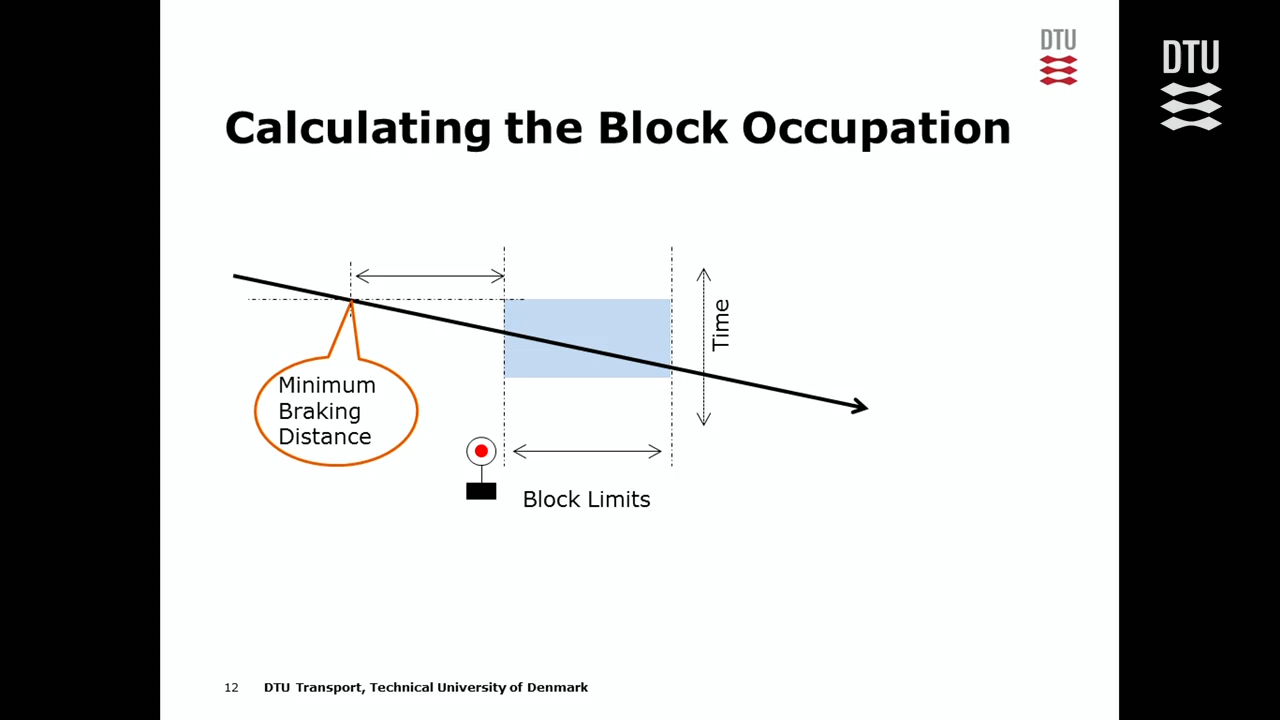 DTU
DTU
Calculating the Block Occupation
Time
Minimum
Braking
Distance
Block Limits
12 DTU Transport, Technical University of Denmark